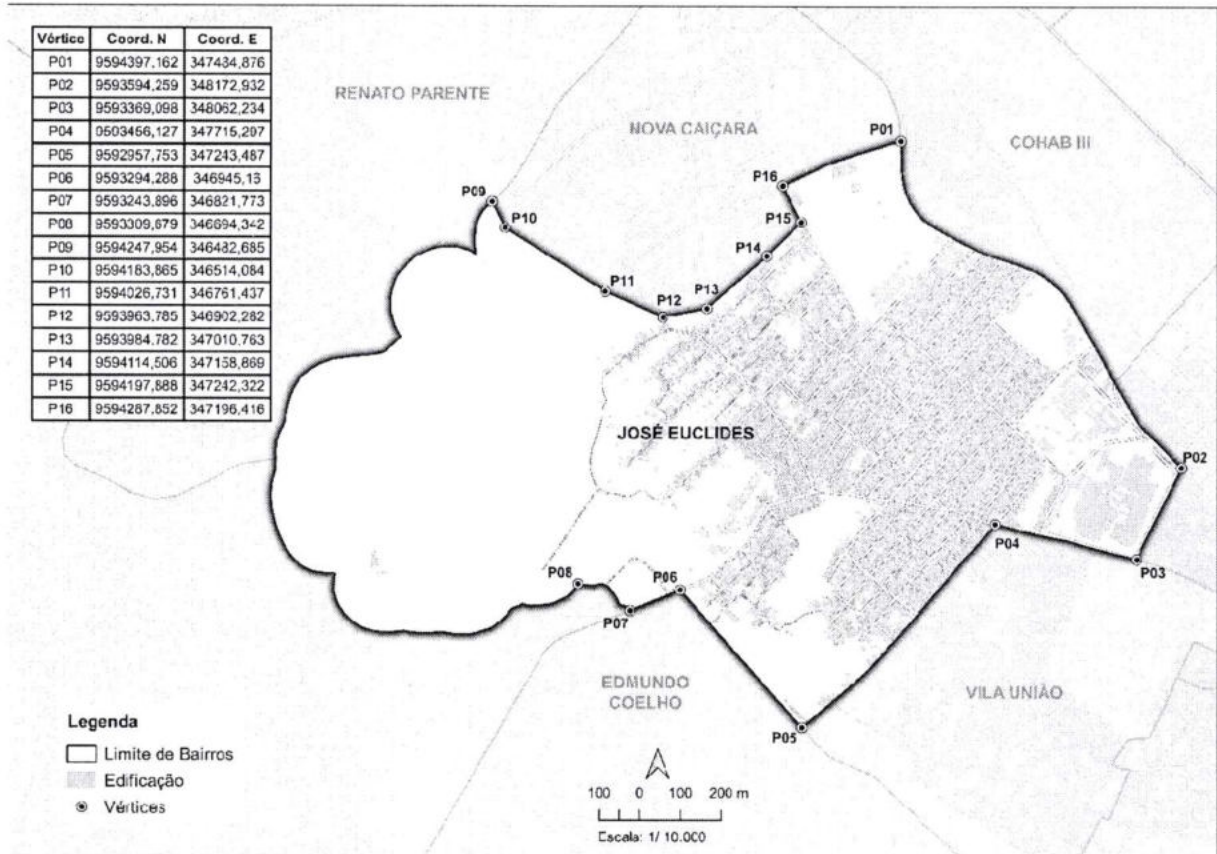 Vértice Coord. N Coord. E
P01 9594397,162 347434,876
P02 9593594,259 348172,932
P03 9593369,098 348062,234
P04 9593456,127 347715,297
P05 9592957,753 347243,487
P06 9593294,288 346945,13
P07 9593243,896 346821,773
P08 9593309,679 346694,342
P09 9594247,954 346482,685
P10 9594183,865 346514,084
P11 9594026,731 346761,437
P12 9593963,785 346902,282
P13 9593984,782 347010,763
P14 9594114,506 347158,869
P15 9594197,888 347242,322
P16 9594287,852 347196,416
RENATO PARENTE
NOVA CAIÇARA
COHAB III
P01
P16
P09
P15
P10
P14
P11
P13
P12
JOSÉ EUCLIDES
P02
P04
P03
P08
P06
P07
EDMUNDO
COELHO
VILA UNIÃO
P05
Legenda
Limite de Bairros
Edificação
Vértices
100 0 100 200 m
Escala: 1/ 10.000